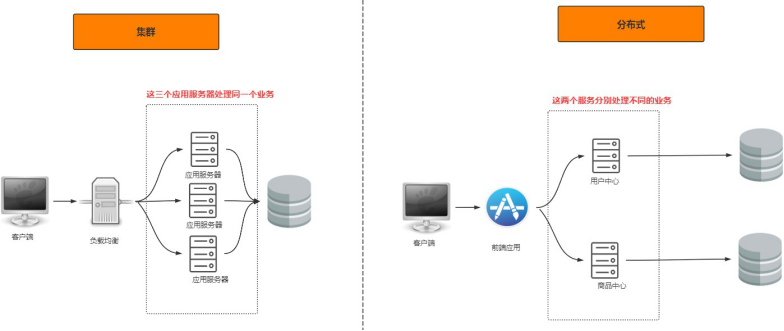 集群
这三个应用服务器处理同一个业务
应用服务器
应用服务器
应用服务器
客户端
负载均衡
分布式
这两个服务分别处理不同的业务
用户中心
客户端
前端应用
商品中心